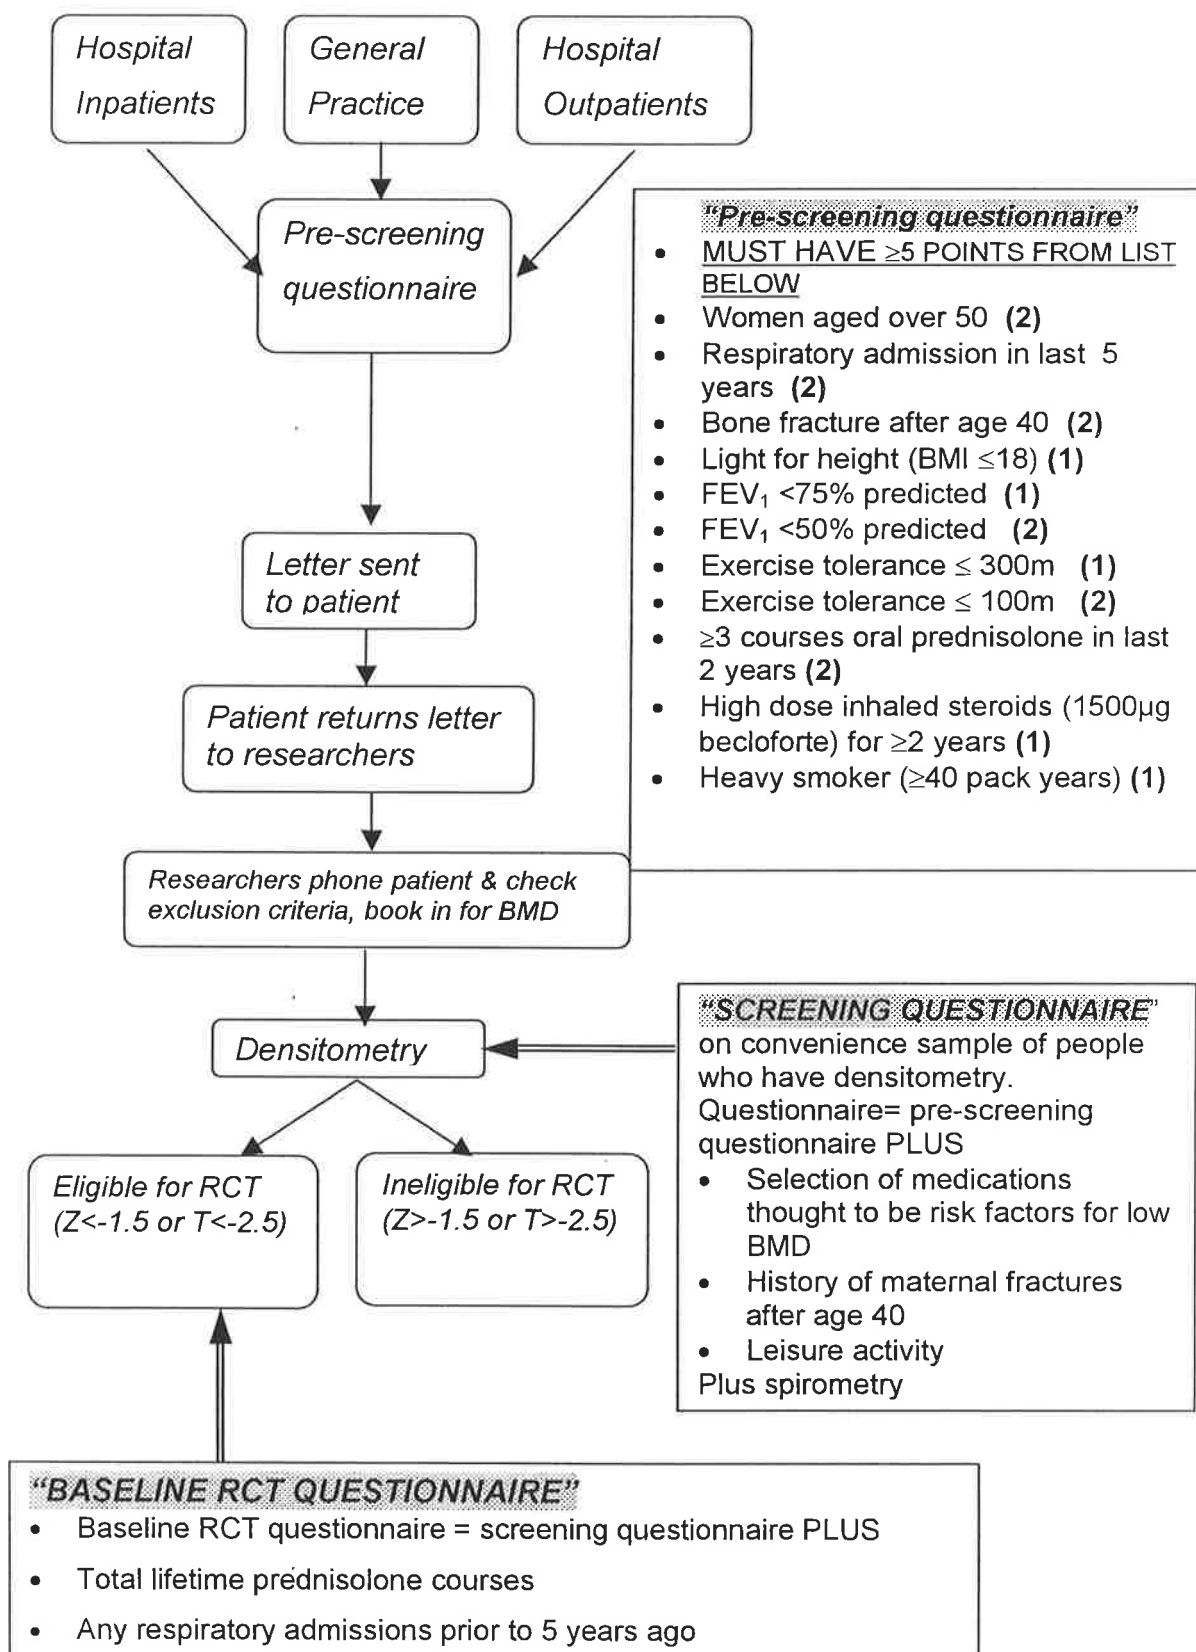 Hospital
Inpatients
General
Practice
Hospital
Outpatients
Pre-screening
questionnaire
"Pre-screening questionnaire"
• MUST HAVE ≥5 POINTS FROM LIST
BELOW
• Women aged over 50 (2)
• Respiratory admission in last 5
years (2)
• Bone fracture after age 40 (2)
• Light for height (BMI ≤18) (1)
• FEV₁ <75% predicted (1)
• FEV₁ <50% predicted (2)
• Exercise tolerance ≤ 300m (1)
• Exercise tolerance ≤ 100m (2)
• ≥3 courses oral prednisolone in last
2 years (2)
• High dose inhaled steroids (1500µg
becloforte) for ≥2 years (1)
• Heavy smoker (≥40 pack years) (1)
Letter sent
to patient
Patient returns letter
to researchers
Researchers phone patient & check
exclusion criteria, book in for BMD
Densitometry
"SCREENING QUESTIONNAIRE"
on convenience sample of people
who have densitometry.
Questionnaire= pre-screening
questionnaire PLUS
• Selection of medications
thought to be risk factors for low
BMD
• History of maternal fractures
after age 40
• Leisure activity
Plus spirometry
Eligible for RCT
(Z<-1.5 or T<-2.5)
Ineligible for RCT
(Z>-1.5 or T>-2.5)
"BASELINE RCT QUESTIONNAIRE"
• Baseline RCT questionnaire = screening questionnaire PLUS
• Total lifetime prednisolone courses
• Any respiratory admissions prior to 5 years ago